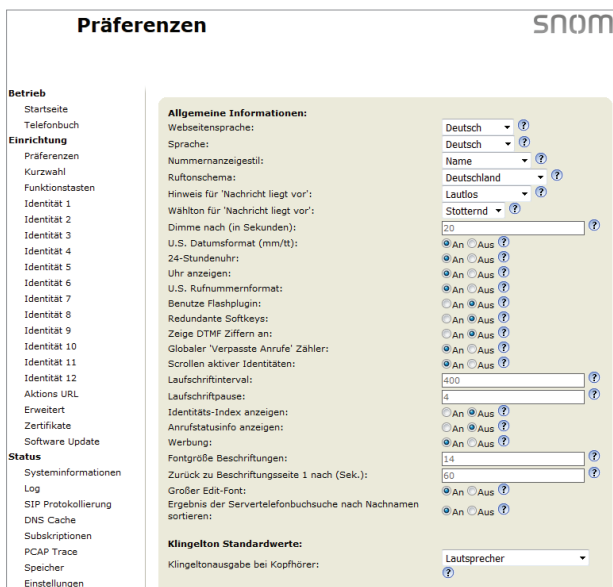 Präferenzen
snom
Betrieb
Startseite
Telefonbuch
Einrichtung
Präferenzen
Kurzwahl
Funktionstasten
Identität 1
Identität 2
Identität 3
Identität 4
Identität 5
Identität 6
Identität 7
Identität 8
Identität 9
Identität 10
Identität 11
Identität 12
Aktions URL
Erweitert
Zertifikate
Software Update
Status
Systeminformationen
Log
SIP Protokollierung
DNS Cache
Subskriptionen
PCAP Trace
Speicher
Einstellungen
Allgemeine Informationen:
Webseitensprache: Deutsch ?
Sprache: Deutsch ?
Nummernanzeigestil: Name ?
Ruftonschema: Deutschland ?
Hinweis für 'Nachricht liegt vor': Lautlos ?
Wählton für 'Nachricht liegt vor': Stotternd ?
Dimme nach (in Sekunden): 20 ?
U.S. Datumsformat (mm/tt): An Aus ?
24-Stundenuhr: An Aus ?
Uhr anzeigen: An Aus ?
U.S. Rufnummernformat: An Aus ?
Benutze Flashplugin: An Aus ?
Redundante Softkeys: An Aus ?
Zeige DTMF Ziffern an: An Aus ?
Globaler 'Verpasste Anrufe' Zähler: An Aus ?
Scrollen aktiver Identitäten: An Aus ?
Laufschriftinterval: 400 ?
Laufschriftpause: 4 ?
Identitäts-Index anzeigen: An Aus ?
Anrufstatusinfo anzeigen: An Aus ?
Werbung: An Aus ?
Fontgröße Beschriftungen: 14 ?
Zurück zu Beschriftungsseite 1 nach (Sek.): 60 ?
Großer Edit-Font: An Aus ?
Ergebnis der Servertelefonbuchsuche nach Nachnamen
sortieren: An Aus ?
Klingelton Standardwerte:
Klingeltonausgabe bei Kopfhörer: Lautsprecher ?